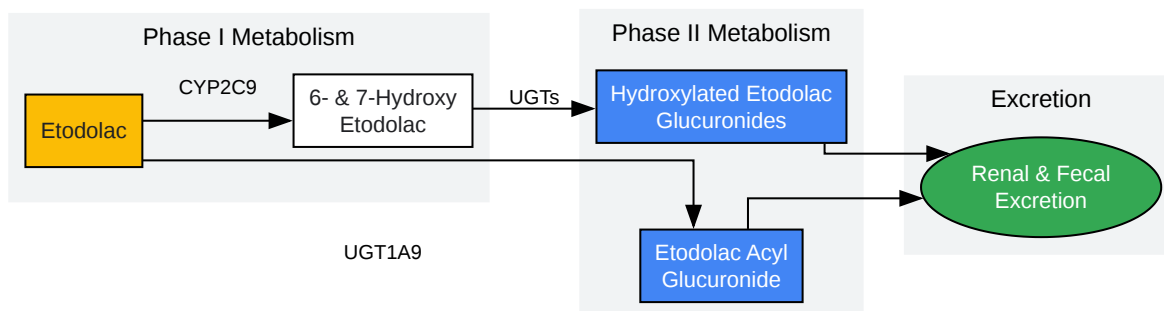 Phase I Metabolism
CYP2C9
Etodolac
6- & 7-Hydroxy
Etodolac
UGTs
UGT1A9
Phase II Metabolism
Hydroxylated Etodolac
Glucuronides
Etodolac Acyl
Glucuronide
Excretion
Renal & Fecal
Excretion